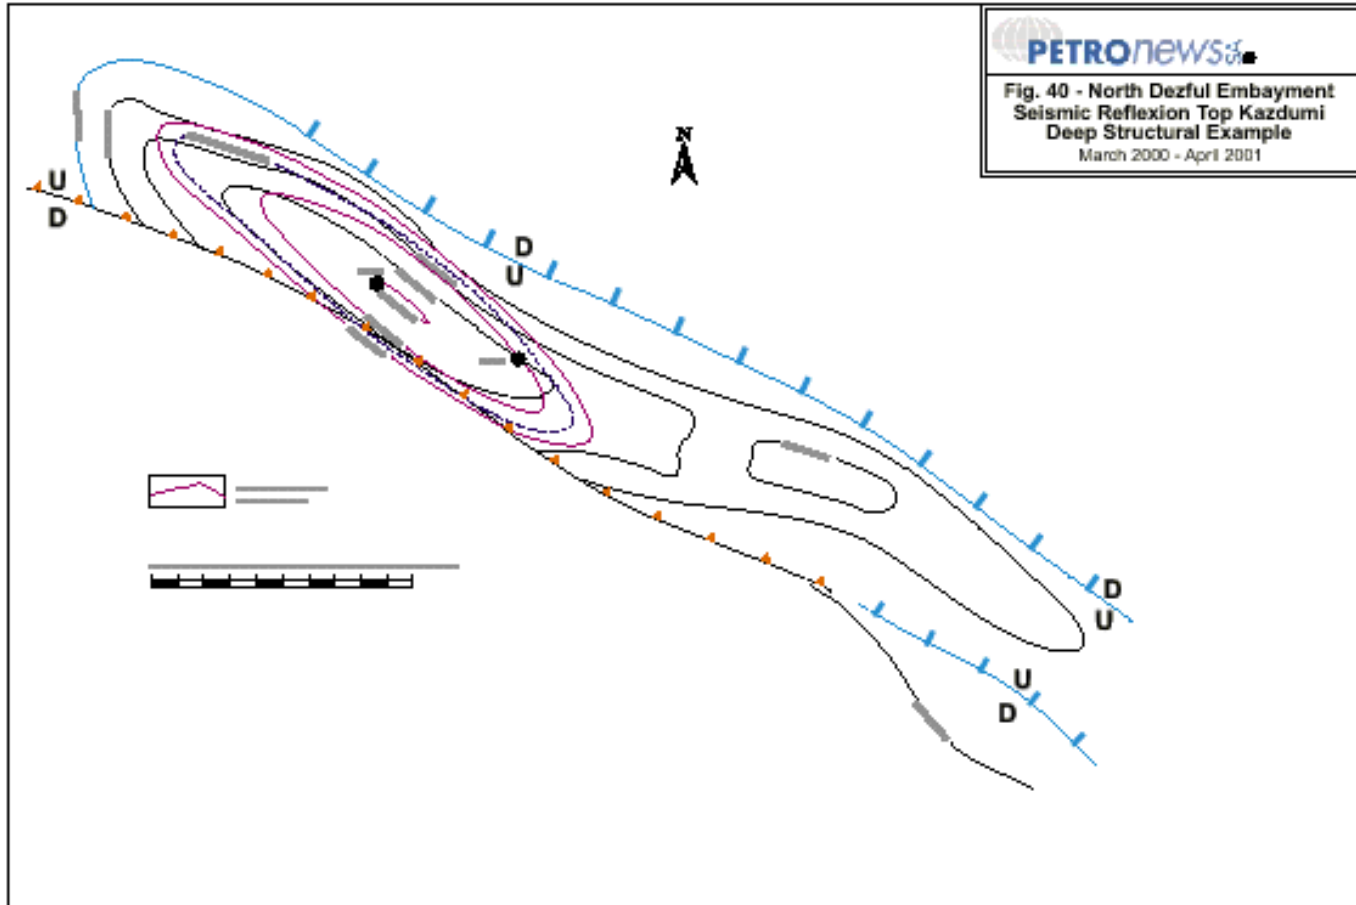 PETROnews
Fig. 40 - North Dezful Embayment
Seismic Reflexion Top Kazdumi
Deep Structural Example
March 2000 - April 2001
N
U
D
D
U
D
U
U
D